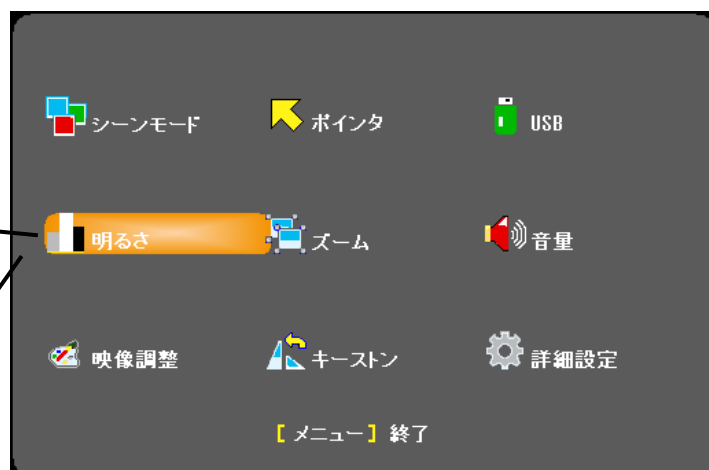 シーンモード ポインタ USB
明るさ ズーム 音量
映像調整 キーストン 詳細設定
[メニュー] 終了